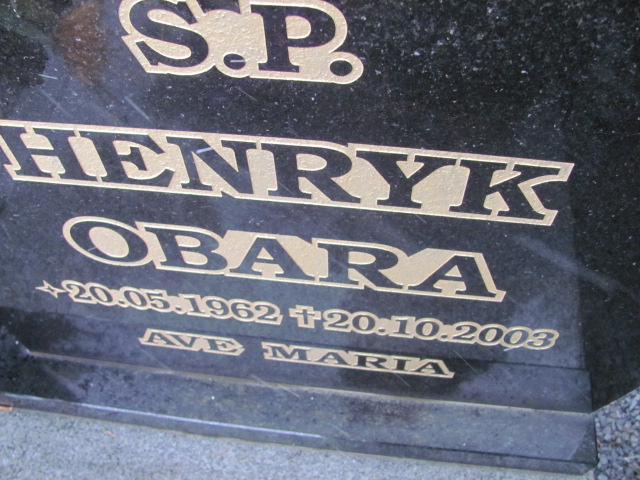 S.P.
HENRYK
OBARA
20.05.1962 ✝20.10.2003
AVE MARIA